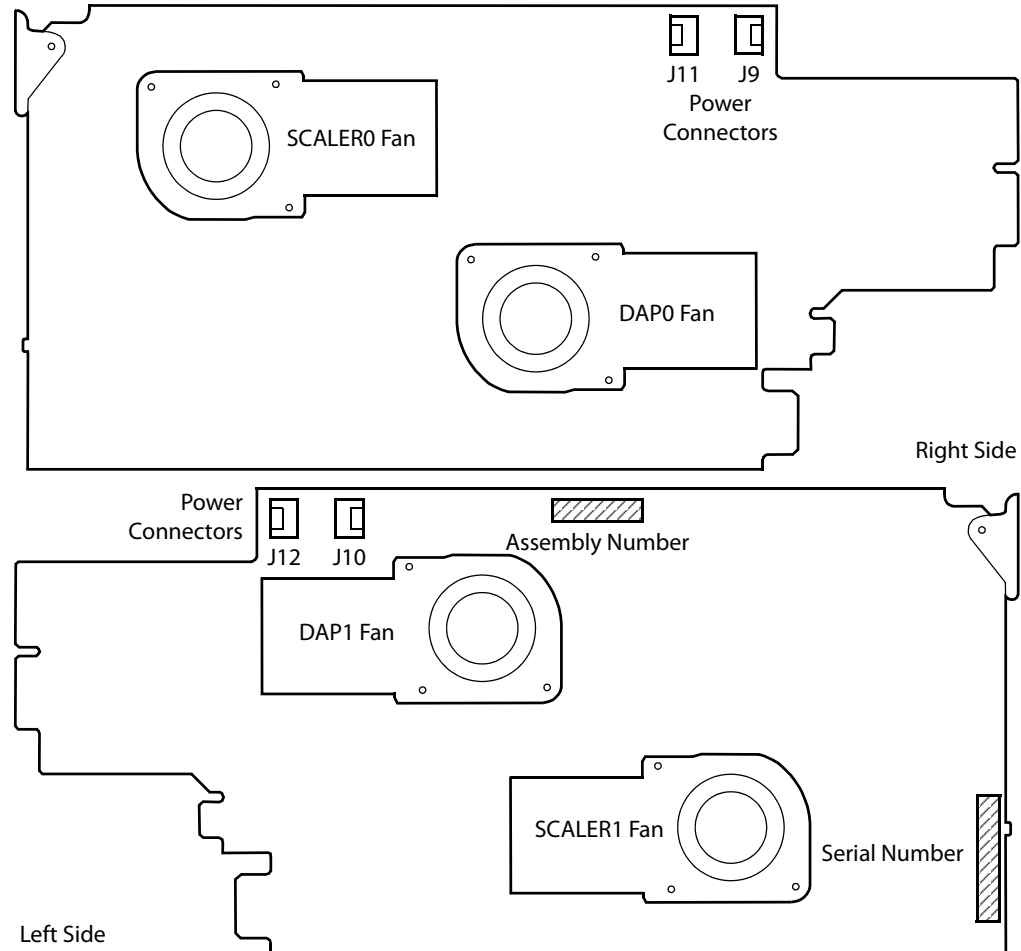 J11
J9
Power
Connectors
SCALER0 Fan
DAP0 Fan
Right Side
Power
Connectors
J12
J10
Assembly Number
DAP1 Fan
SCALER1 Fan
Serial Number
Left Side